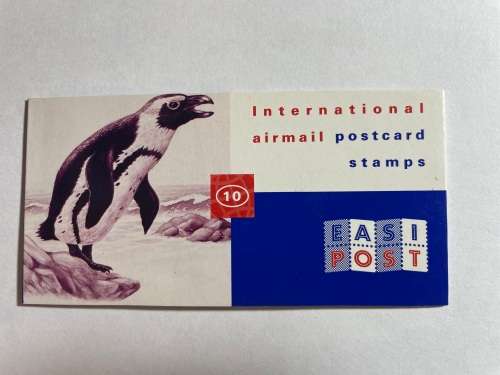 International
airmail postcard
stamps
10
EASI
POST